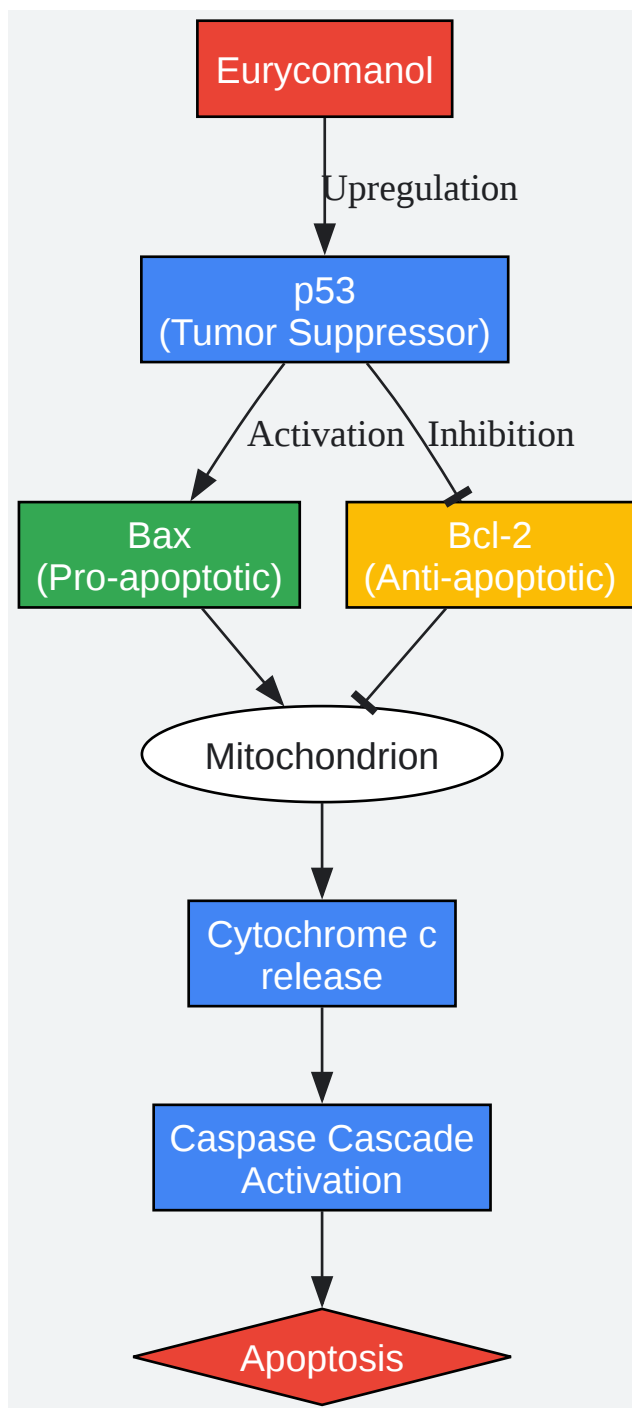 Eurycomanol
Upregulation
p53
(Tumor Suppressor)
Activation
Inhibition
Bax
(Pro-apoptotic)
Bcl-2
(Anti-apoptotic)
Mitochondrion
Cytochrome c
release
Caspase Cascade
Activation
Apoptosis